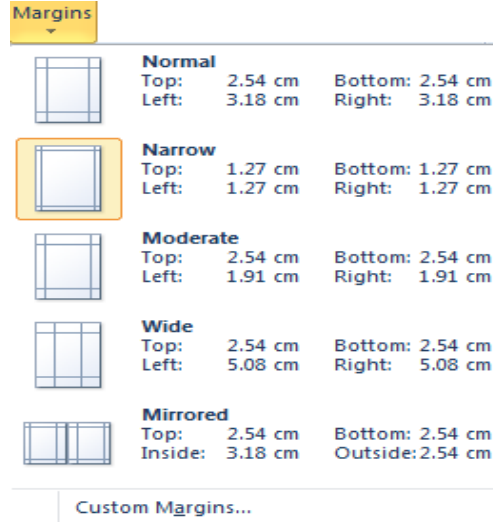 Margins
Normal
Top: 2.54 cm Bottom: 2.54 cm
Left: 3.18 cm Right: 3.18 cm
Narrow
Top: 1.27 cm Bottom: 1.27 cm
Left: 1.27 cm Right: 1.27 cm
Moderate
Top: 2.54 cm Bottom: 2.54 cm
Left: 1.91 cm Right: 1.91 cm
Wide
Top: 2.54 cm Bottom: 2.54 cm
Left: 5.08 cm Right: 5.08 cm
Mirrored
Top: 2.54 cm Bottom: 2.54 cm
Inside: 3.18 cm Outside: 2.54 cm
Custom Margins...